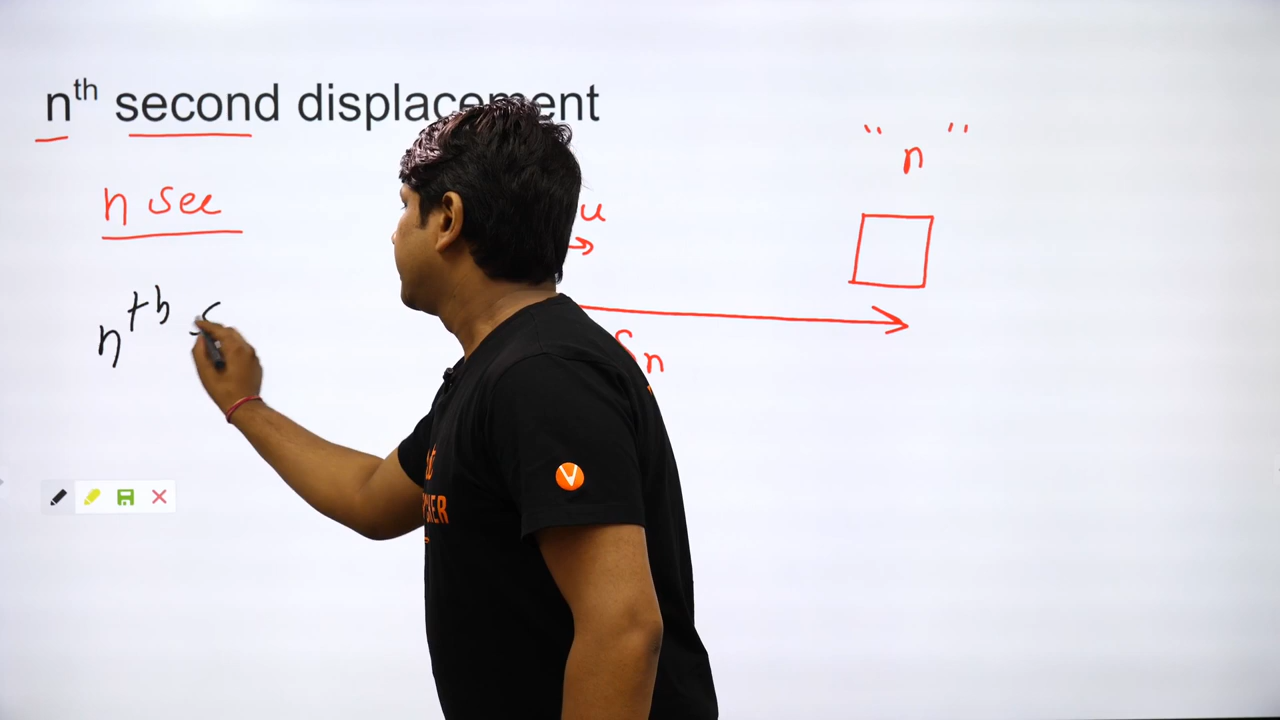 nth second displacement
" n "
n sec
u
nth s
Sn
V